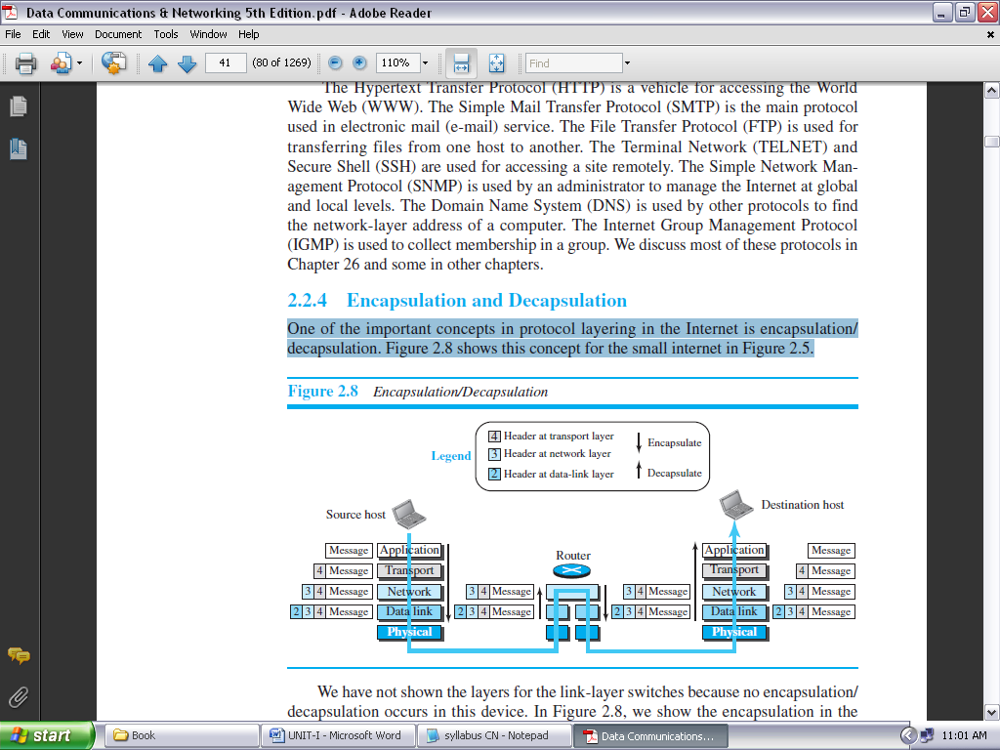 Data Communications & Networking 5th Edition.pdf - Adobe Reader
File Edit View Document Tools Window Help
41 (80 of 1269) 110% Find
The Hypertext Transfer Protocol (HTTP) is a vehicle for accessing the World
Wide Web (WWW). The Simple Mail Transfer Protocol (SMTP) is the main protocol
used in electronic mail (e-mail) service. The File Transfer Protocol (FTP) is used for
transferring files from one host to another. The Terminal Network (TELNET) and
Secure Shell (SSH) are used for accessing a site remotely. The Simple Network Man-
agement Protocol (SNMP) is used by an administrator to manage the Internet at global
and local levels. The Domain Name System (DNS) is used by other protocols to find
the network-layer address of a computer. The Internet Group Management Protocol
(IGMP) is used to collect membership in a group. We discuss most of these protocols in
Chapter 26 and some in other chapters.
2.2.4 Encapsulation and Decapsulation
One of the important concepts in protocol layering in the Internet is encapsulation/
decapsulation. Figure 2.8 shows this concept for the small internet in Figure 2.5.
Figure 2.8 Encapsulation/Decapsulation
Legend
4 Header at transport layer
3 Header at network layer
2 Header at data-link layer
Encapsulate
Decapsulate
Source host
Destination host
Router
Message Application Application Message
4 Message Transport Transport 4 Message
3 4 Message Network 3 4 Message 3 4 Message Network 3 4 Message
2 3 4 Message Data link 2 3 4 Message 2 3 4 Message Data link 2 3 4 Message
Physical Physical
We have not shown the layers for the link-layer switches because no encapsulation/
decapsulation occurs in this device. In Figure 2.8, we show the encapsulation in the
start Book UNIT-I - Microsoft Word syllabus CN - Notepad Data Communications... 11:01 AM